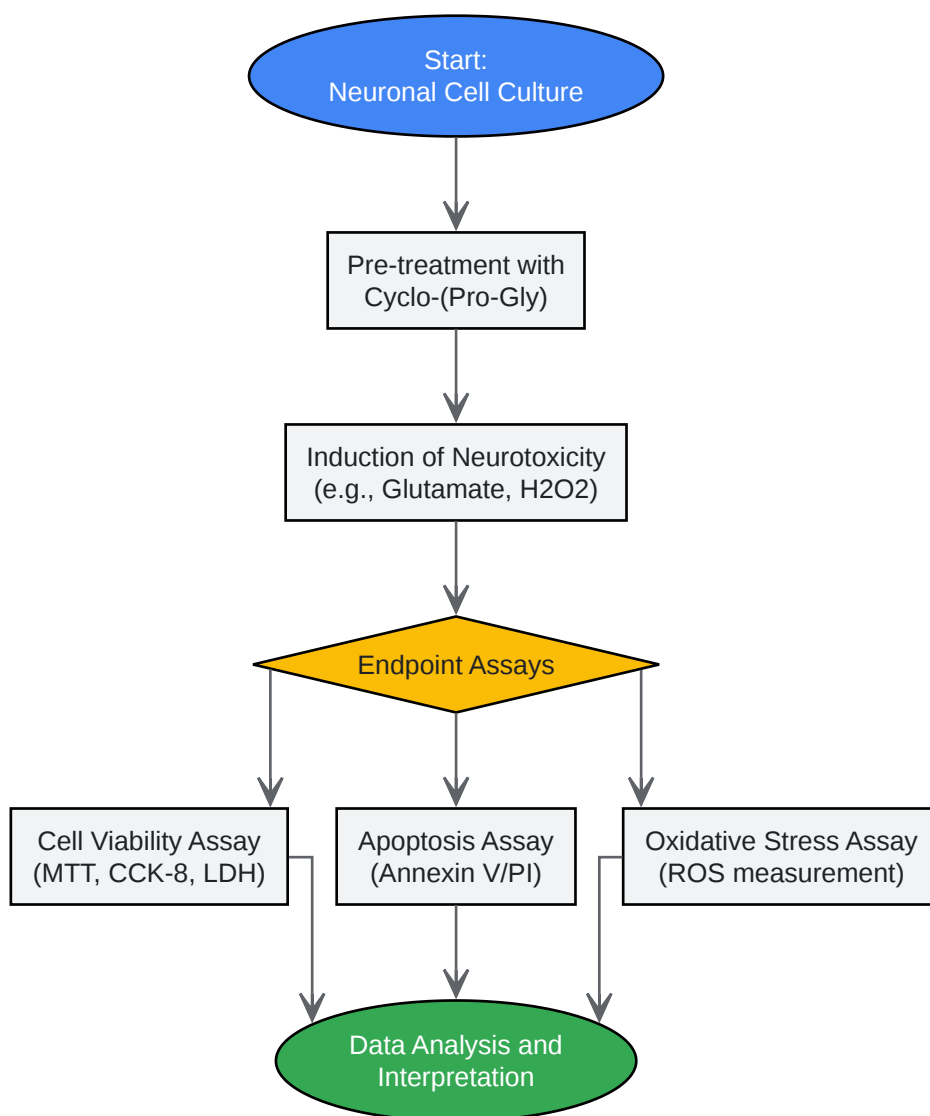 Start:
Neuronal Cell Culture
Pre-treatment with
Cyclo-(Pro-Gly)
Induction of Neurotoxicity
(e.g., Glutamate, H2O2)
Endpoint Assays
Cell Viability Assay
(MTT, CCK-8, LDH)
Apoptosis Assay
(Annexin V/PI)
Oxidative Stress Assay
(ROS measurement)
Data Analysis and
Interpretation